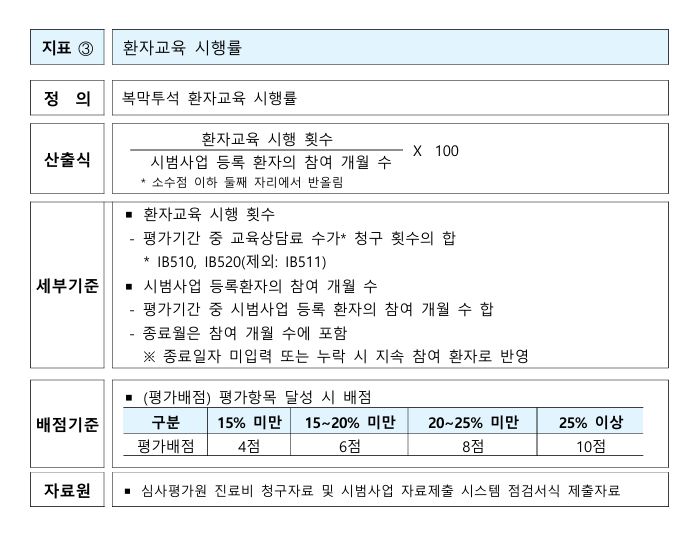 지표 ③ 환자교육 시행률
정 의 복막투석 환자교육 시행률
산출식
환자교육 시행 횟수
시범사업 등록 환자의 참여 개월 수
X 100
* 소수점 이하 둘째 자리에서 반올림
세부기준
■ 환자교육 시행 횟수
- 평가기간 중 교육상담료 수가* 청구 횟수의 합
* IB510, IB520(제외: IB511)
■ 시범사업 등록환자의 참여 개월 수
- 평가기간 중 시범사업 등록 환자의 참여 개월 수 합
- 종료월은 참여 개월 수에 포함
※ 종료일자 미입력 또는 누락 시 지속 참여 환자로 반영
배점기준
■ (평가배점) 평가항목 달성 시 배점
구분 15% 미만 15~20% 미만 20~25% 미만 25% 이상
평가배점 4점 6점 8점 10점
자료원 ■ 심사평가원 진료비 청구자료 및 시범사업 자료제출 시스템 점검서식 제출자료